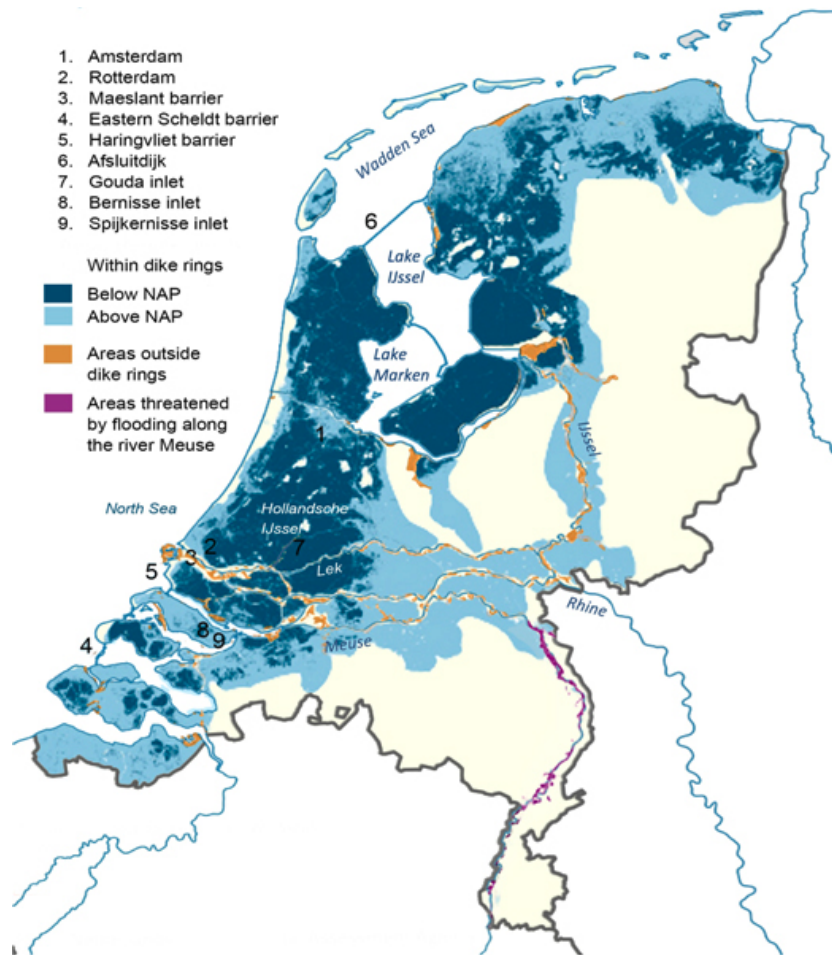 1. Amsterdam
2. Rotterdam
3. Maeslant barrier
4. Eastern Scheldt barrier
5. Haringvliet barrier
6. Afsluitdijk
7. Gouda inlet
8. Bernisse inlet
9. Spijkernisse inlet
Within dike rings
Below NAP
Above NAP
Areas outside
dike rings
Areas threatened
by flooding along
the river Meuse
Wadden Sea
6
Lake
IJssel
Lake
Marken
1
IJssel
North Sea
Hollandsche
IJssel
2
7
3
Lek
5
Rhine
8
9
4
Meuse